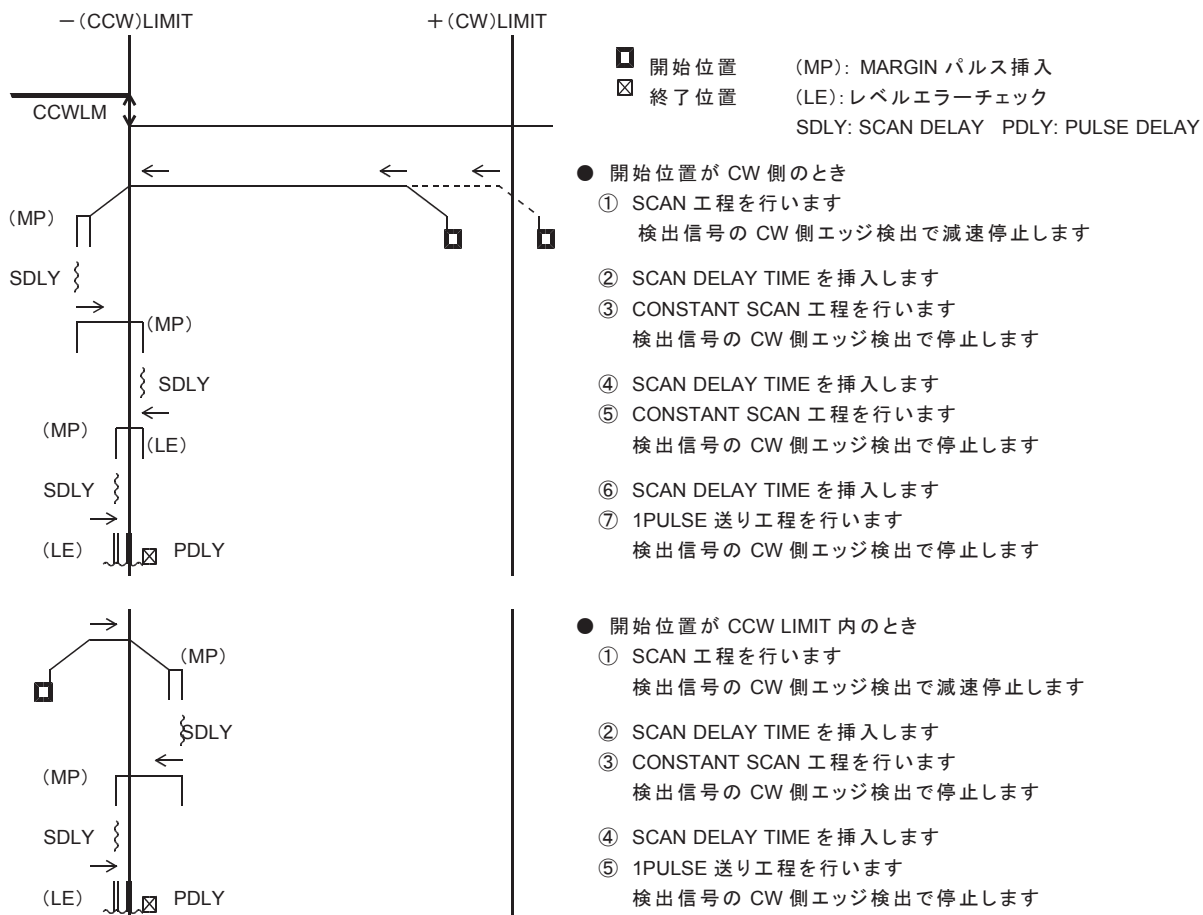 －(CCW)LIMIT
＋(CW)LIMIT
CCWLM
開始位置 (MP): MARGIN パルス挿入
終了位置 (LE):レベルエラーチェック
SDLY: SCAN DELAY PDLY: PULSE DELAY
(MP)
SDLY
(MP)
SDLY
(MP)
(LE)
SDLY
(LE)
PDLY
● 開始位置が CW 側のとき
① SCAN 工程を行います
検出信号の CW 側エッジ検出で減速停止します
② SCAN DELAY TIME を挿入します
③ CONSTANT SCAN 工程を行います
検出信号の CW 側エッジ検出で停止します
④ SCAN DELAY TIME を挿入します
⑤ CONSTANT SCAN 工程を行います
検出信号の CW 側エッジ検出で停止します
⑥ SCAN DELAY TIME を挿入します
⑦ 1PULSE 送り工程を行います
検出信号の CW 側エッジ検出で停止します
(MP)
SDLY
(MP)
SDLY
(LE)
PDLY
● 開始位置が CCW LIMIT 内のとき
① SCAN 工程を行います
検出信号の CW 側エッジ検出で減速停止します
② SCAN DELAY TIME を挿入します
③ CONSTANT SCAN 工程を行います
検出信号の CW 側エッジ検出で停止します
④ SCAN DELAY TIME を挿入します
⑤ 1PULSE 送り工程を行います
検出信号の CW 側エッジ検出で停止します